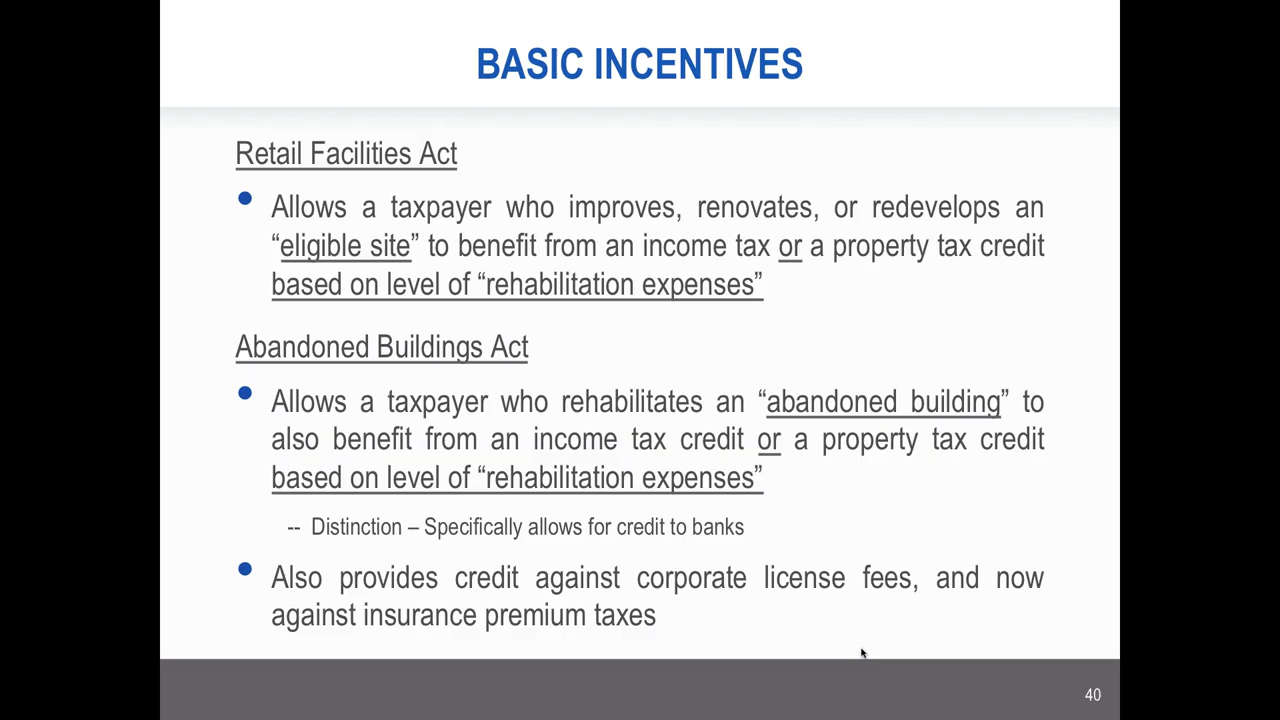 BASIC INCENTIVES
Retail Facilities Act
• Allows a taxpayer who improves, renovates, or redevelops an
“eligible site” to benefit from an income tax or a property tax credit
based on level of “rehabilitation expenses”
Abandoned Buildings Act
• Allows a taxpayer who rehabilitates an “abandoned building” to
also benefit from an income tax credit or a property tax credit
based on level of “rehabilitation expenses”
-- Distinction – Specifically allows for credit to banks
• Also provides credit against corporate license fees, and now
against insurance premium taxes
40